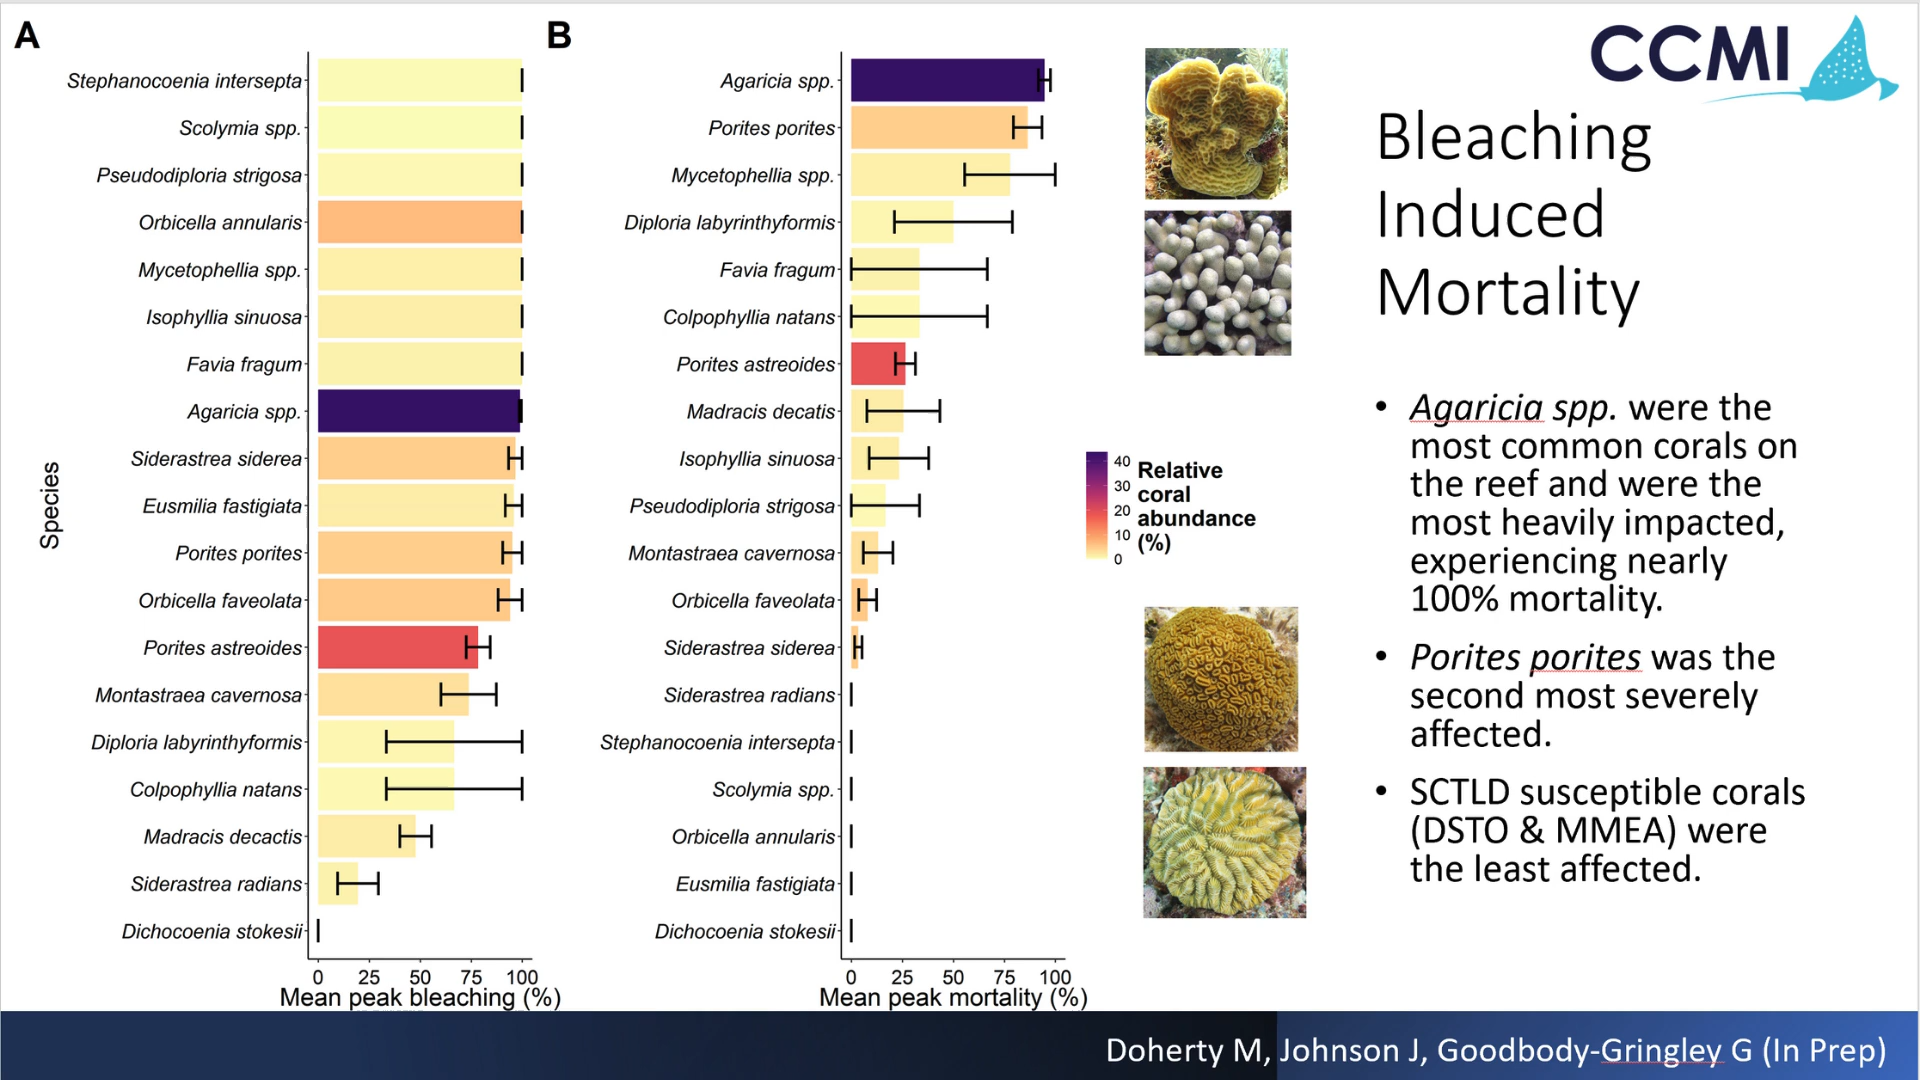 A
Species
Stephanocoenia intersepta
Scolymia spp.
Pseudodiploria strigosa
Orbicella annularis
Mycetophellia spp.
Isophyllia sinuosa
Favia fragum
Agaricia spp.
Siderastrea siderea
Eusmilia fastigiata
Porites porites
Orbicella faveolata
Porites astreoides
Montastraea cavernosa
Diploria labyrinthyformis
Colpophyllia natans
Madracis decactis
Siderastrea radians
Dichocoenia stokesii
0 25 50 75 100
Mean peak bleaching (%)
B
Agaricia spp.
Porites porites
Mycetophellia spp.
Diploria labyrinthyformis
Favia fragum
Colpophyllia natans
Porites astreoides
Madracis decatis
Isophyllia sinuosa
Pseudodiploria strigosa
Montastraea cavernosa
Orbicella faveolata
Siderastrea siderea
Siderastrea radians
Stephanocoenia intersepta
Scolymia spp.
Orbicella annularis
Eusmilia fastigiata
Dichocoenia stokesii
0 25 50 75 100
Mean peak mortality (%)
40
30
20
10
0
Relative
coral
abundance
(%)
CCMI
Bleaching
Induced
Mortality
• Agaricia spp. were the
most common corals on
the reef and were the
most heavily impacted,
experiencing nearly
100% mortality.
• Porites porites was the
second most severely
affected.
• SCTLD susceptible corals
(DSTO & MMEA) were
the least affected.
Doherty M, Johnson J, Goodbody-Gringley G (In Prep)